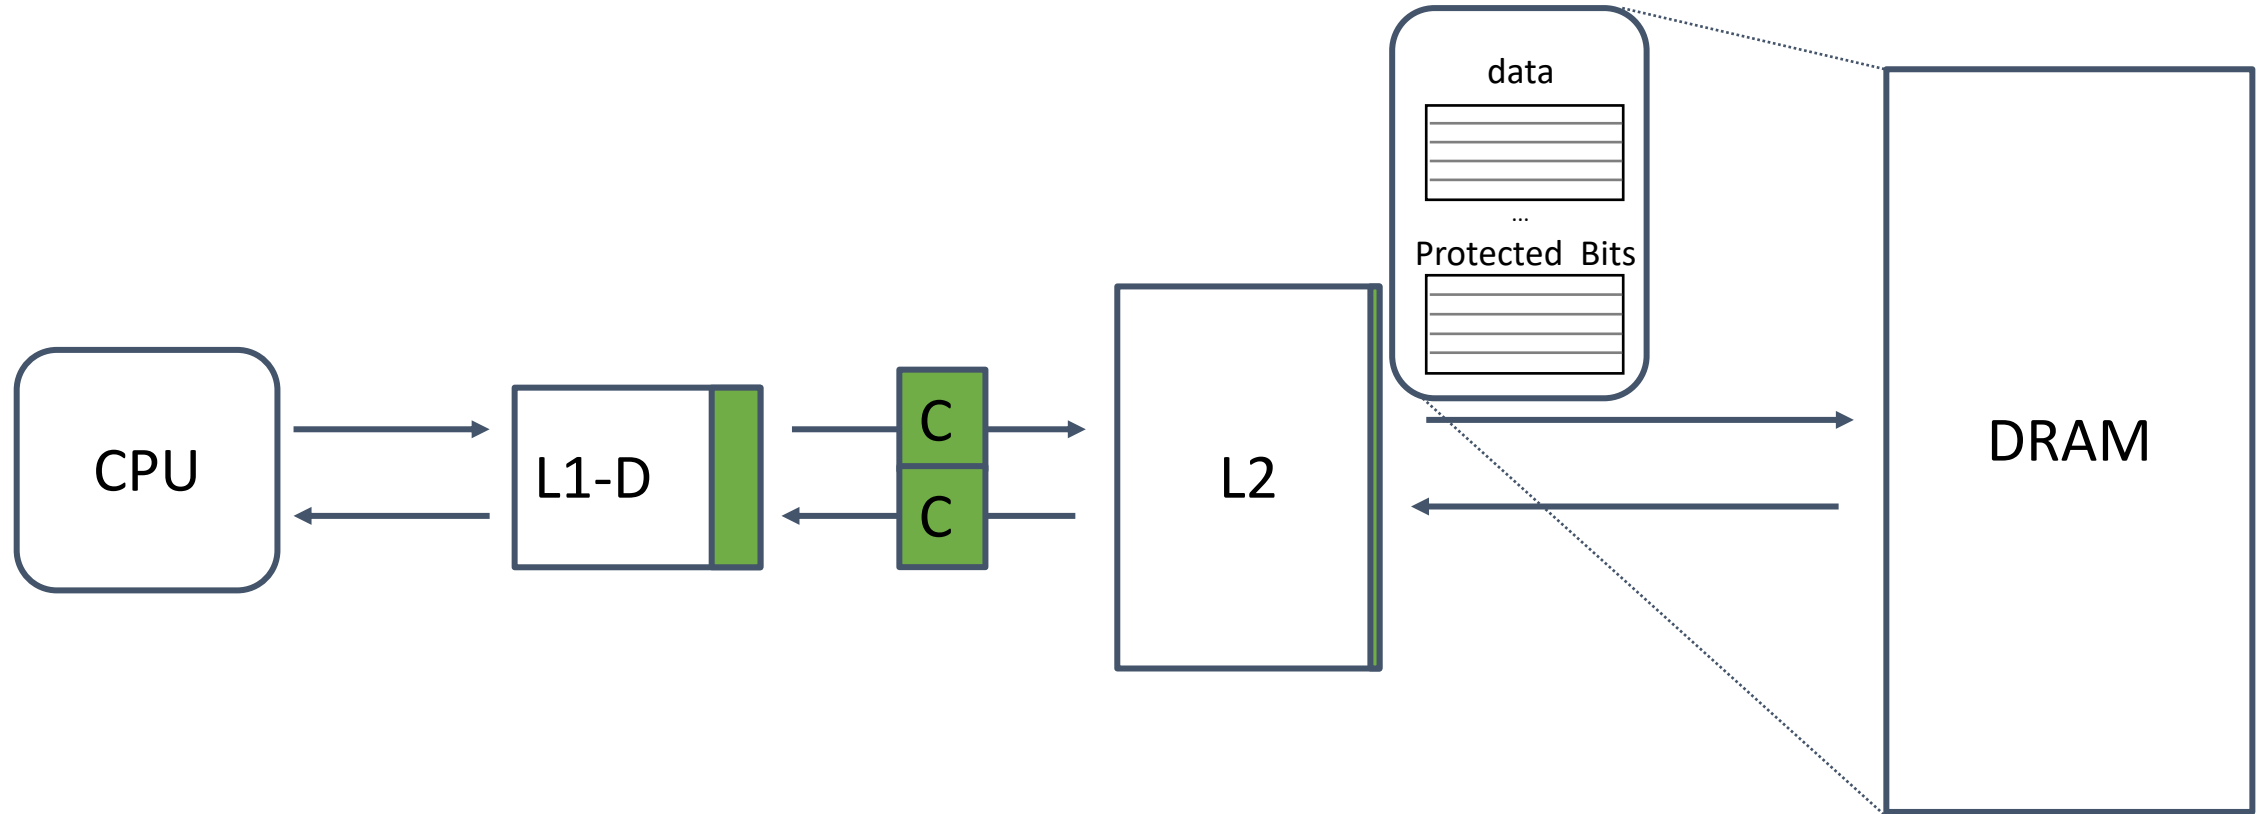 data
...
Protected Bits
CPU
L1-D
C
C
L2
DRAM